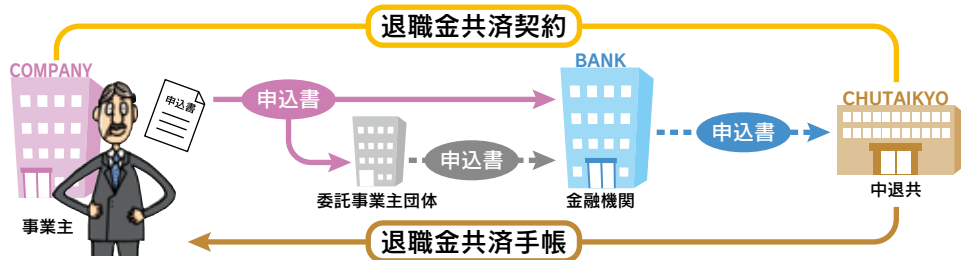 退職金共済契約
COMPANY
申込書
申込書
BANK
申込書
CHUTAIKYO
申込書
委託事業主団体
金融機関
中退共
事業主
退職金共済手帳